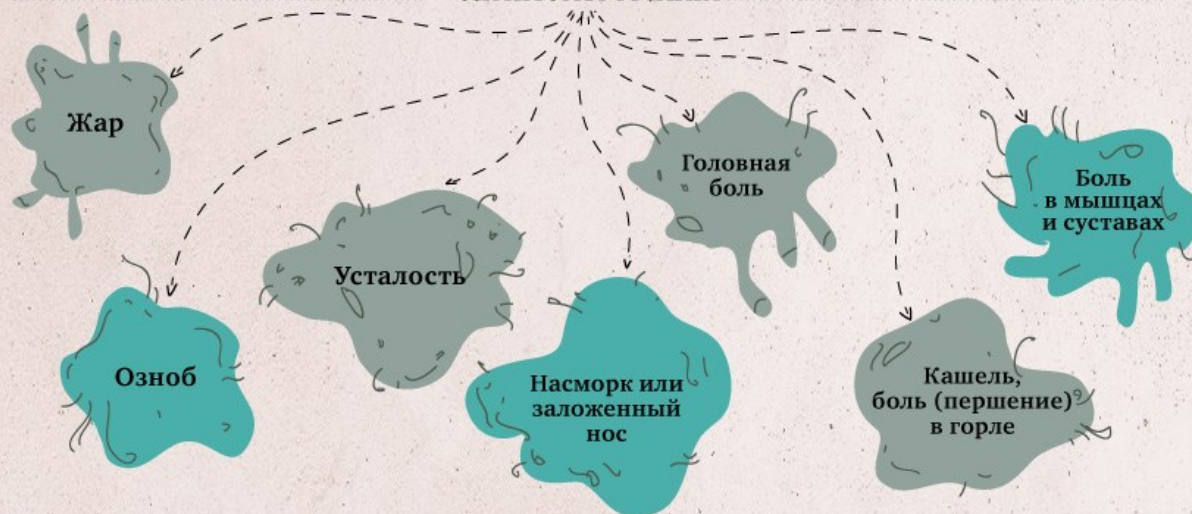 Жар
Головная
боль
Боль
в мышцах
и суставах
Усталость
Озноб
Насморк или
заложенный
нос
Кашель,
боль (першение)
в горле